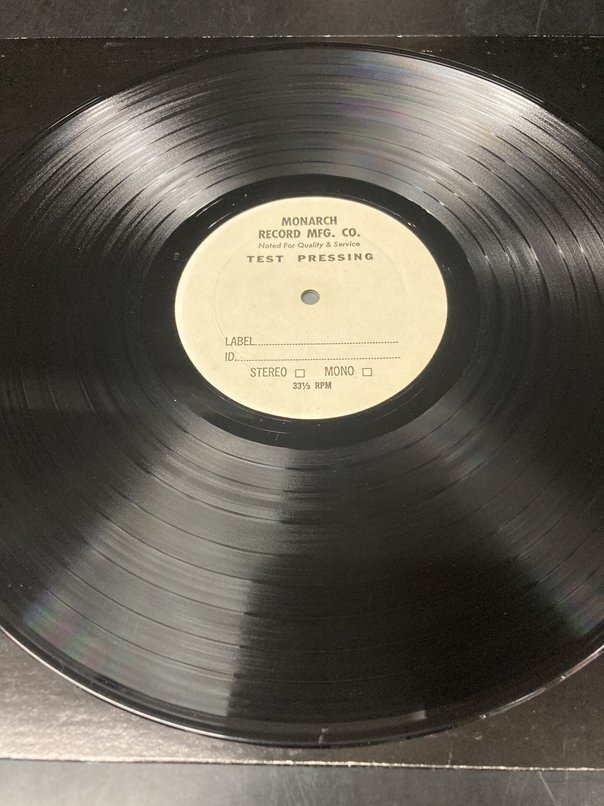 MONARCH
RECORD MFG. CO.
Noted For Quality & Service
TEST PRESSING
LABEL
ID.
STEREO MONO
33⅓ RPM